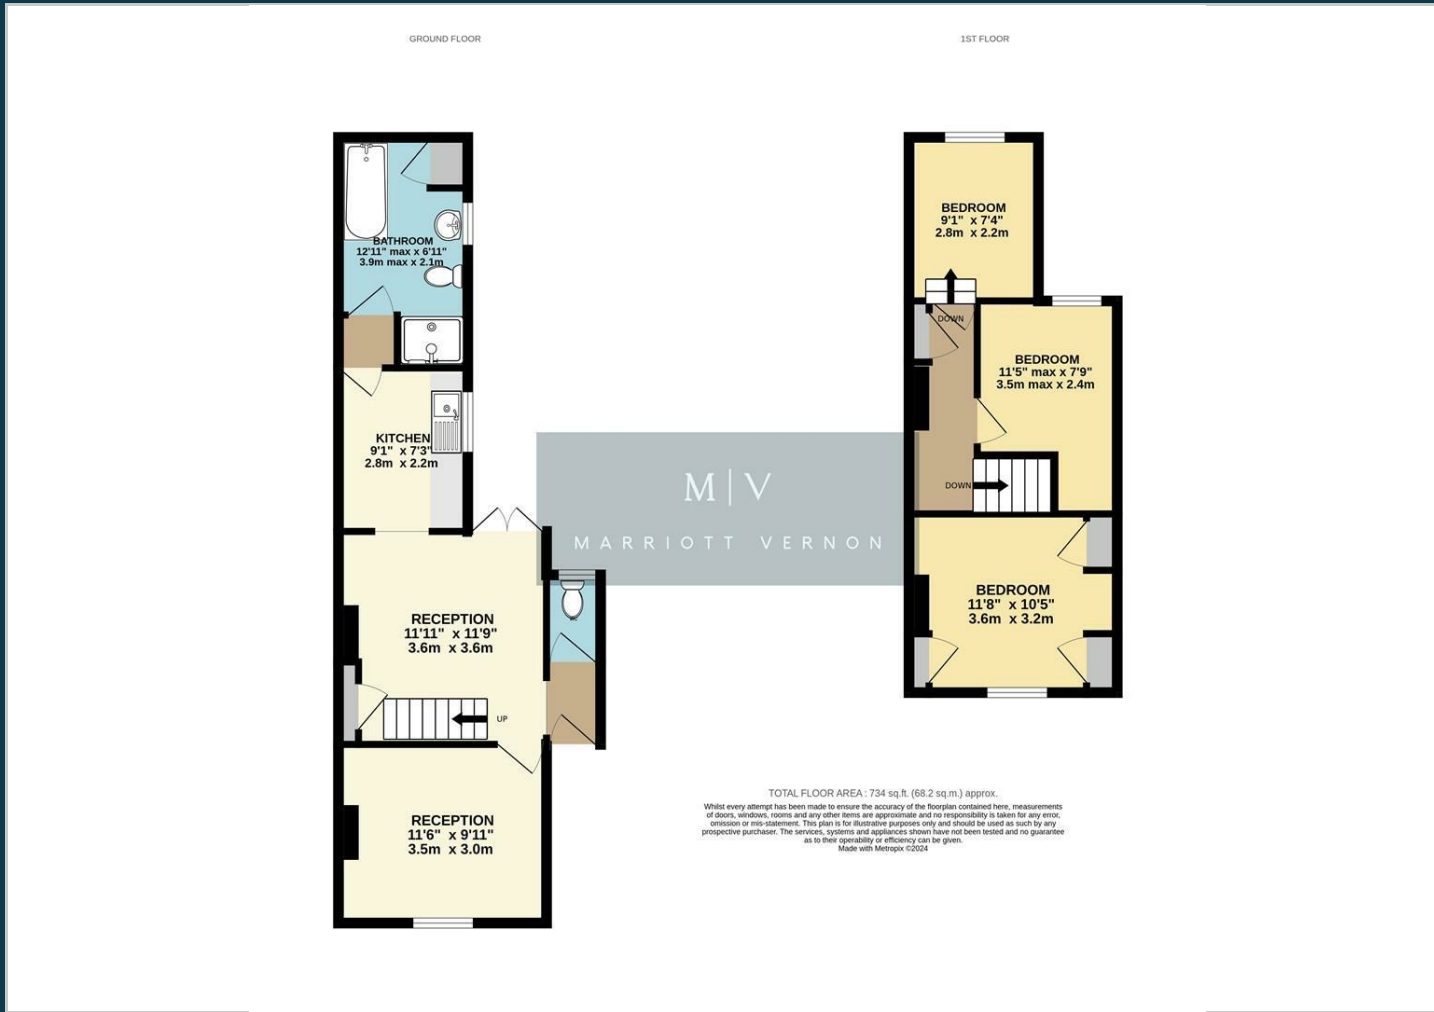 GROUND FLOOR
1ST FLOOR
BATHROOM
12'11" max x 6'11"
3.9m max x 2.1m
KITCHEN
9'1" x 7'3"
2.8m x 2.2m
RECEPTION
11'11" x 11'9"
3.6m x 3.6m
UP
RECEPTION
11'6" x 9'11"
3.5m x 3.0m
M|V
MARRIOTT VERNON
BEDROOM
9'1" x 7'4"
2.8m x 2.2m
DOWN
BEDROOM
11'5" max x 7'9"
3.5m max x 2.4m
DOWN
BEDROOM
11'8" x 10'5"
3.6m x 3.2m
TOTAL FLOOR AREA : 734 sq.ft. (68.2 sq.m.) approx.
Whilst every attempt has been made to ensure the accuracy of the floorplan contained here, measurements
of doors, windows, rooms and any other items are approximate and no responsibility is taken for any error,
omission or mis-statement. This plan is for illustrative purposes only and should be used as such by any
prospective purchaser. The services, systems and appliances shown have not been tested and no guarantee
as to their operability or efficiency can be given.
Made with Metropix ©2024